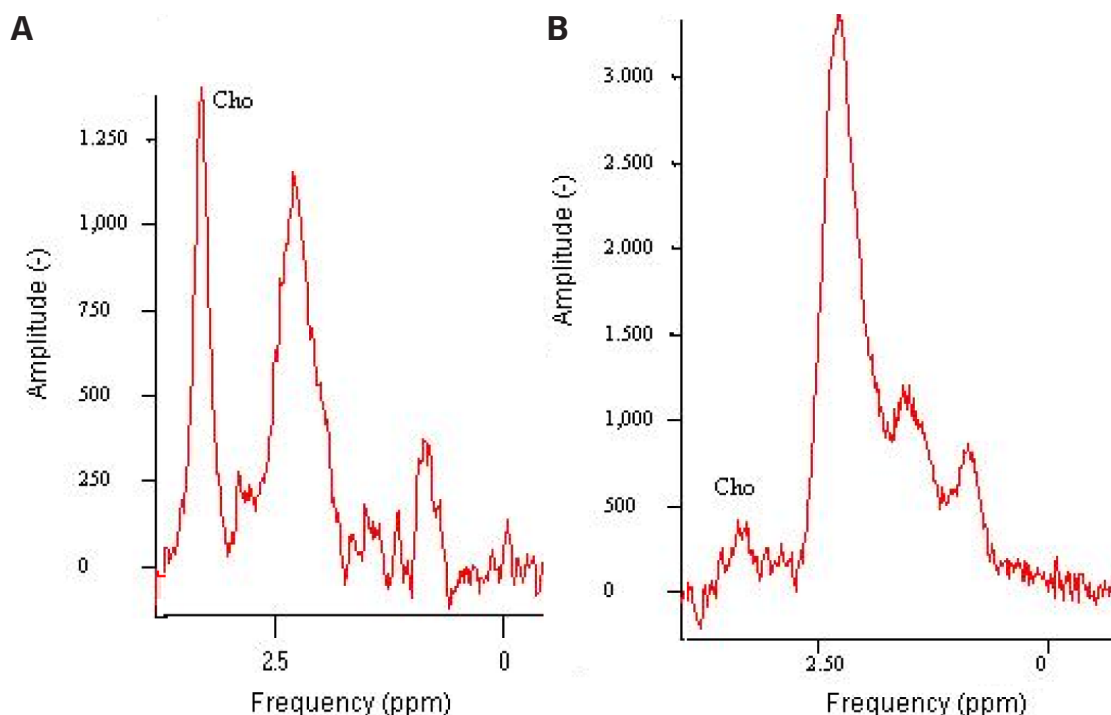 A
Cho
1.250
1,000
750
500
250
0
Amplitude (-)
2.5
0
Frequency (ppm)
B
3.000
2.500
2.000
1.500
1,000
500
0
Cho
Amplitude (-)
2.50
0
Frequency (ppm)